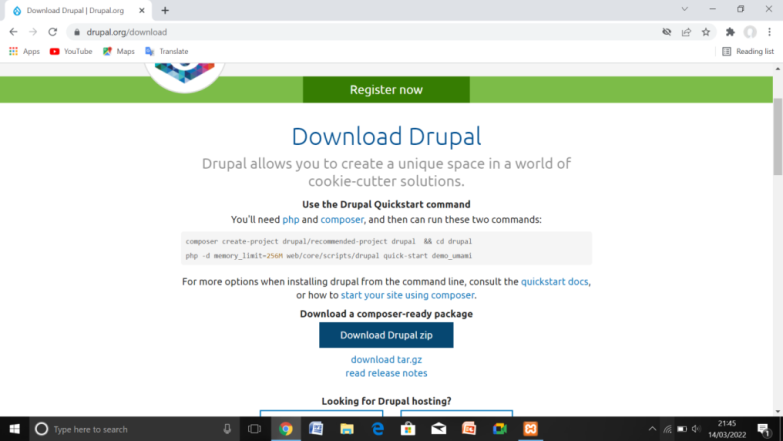 Download Drupal | Drupal.org
drupal.org/download
Apps YouTube Maps Translate Reading list
Register now
Download Drupal
Drupal allows you to create a unique space in a world of
cookie-cutter solutions.
Use the Drupal Quickstart command
You'll need php and composer, and then can run these two commands:
composer create-project drupal/recommended-project drupal && cd drupal
php -d memory_limit=256M web/core/scripts/drupal quick-start demo_umami
For more options when installing drupal from the command line, consult the quickstart docs,
or how to start your site using composer.
Download a composer-ready package
Download Drupal zip
download tar.gz
read release notes
Looking for Drupal hosting?
Type here to search
21:45
14/03/2022
1